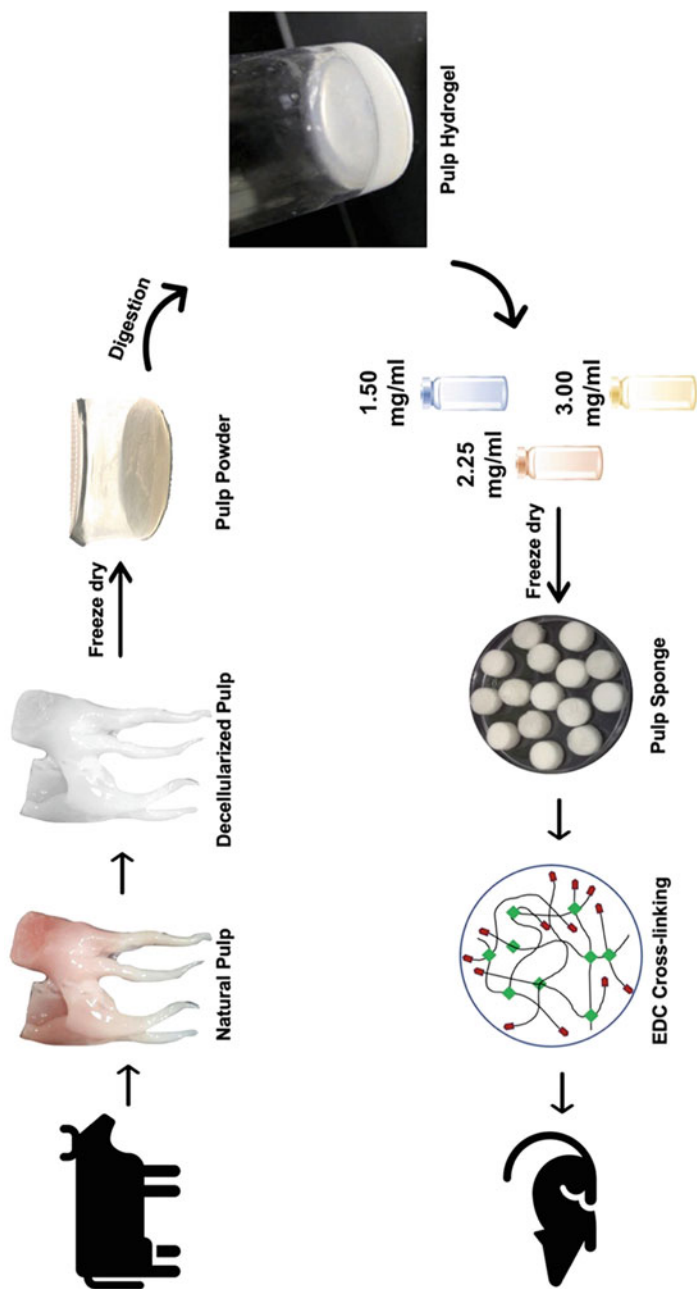 Natural Pulp
Decellularized Pulp
Freeze dry
Pulp Powder
Digestion
Pulp Hydrogel
1.50
mg/ml
2.25
mg/ml
3.00
mg/ml
Freeze dry
Pulp Sponge
EDC Cross-linking